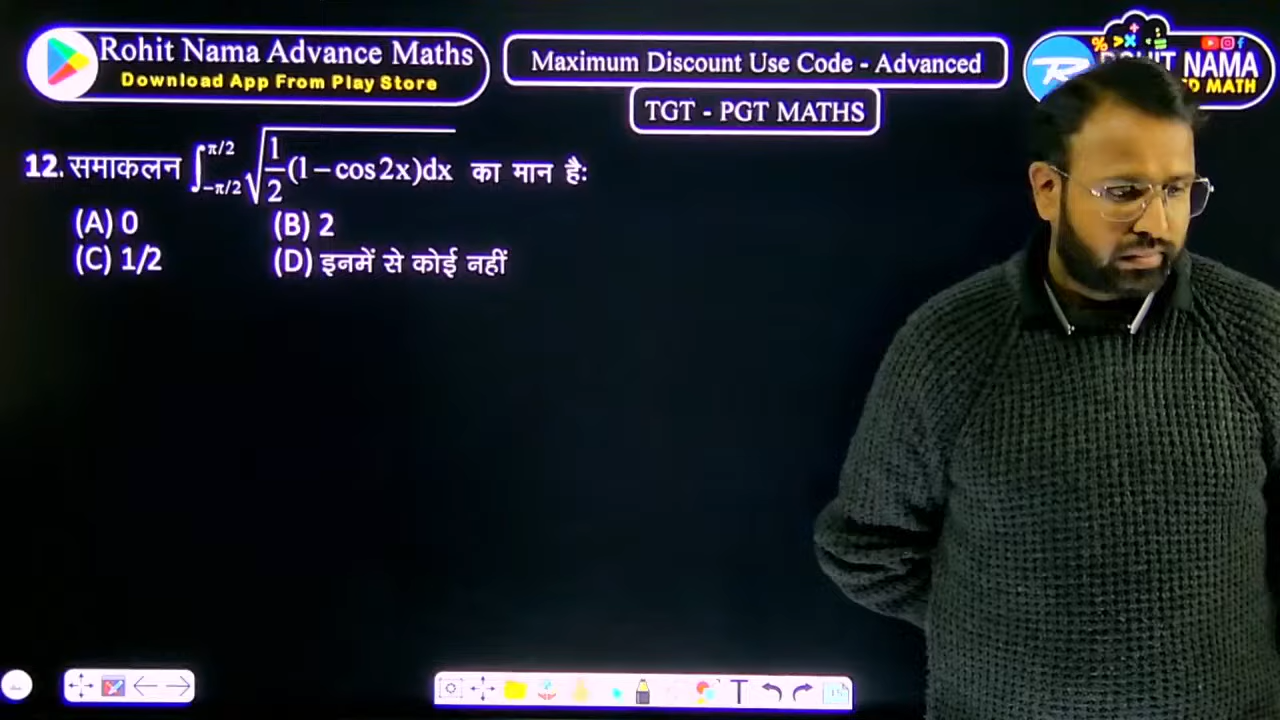 Rohit Nama Advance Maths
Download App From Play Store
Maximum Discount Use Code - Advanced
TGT - PGT MATHS
NAMA
MATH
12. समाकलन ∫_{-π/2}^{π/2} √(1/2 (1 − cos 2x)dx) का मान है:
(A) 0 (B) 2
(C) 1/2 (D) इनमें से कोई नहीं
T